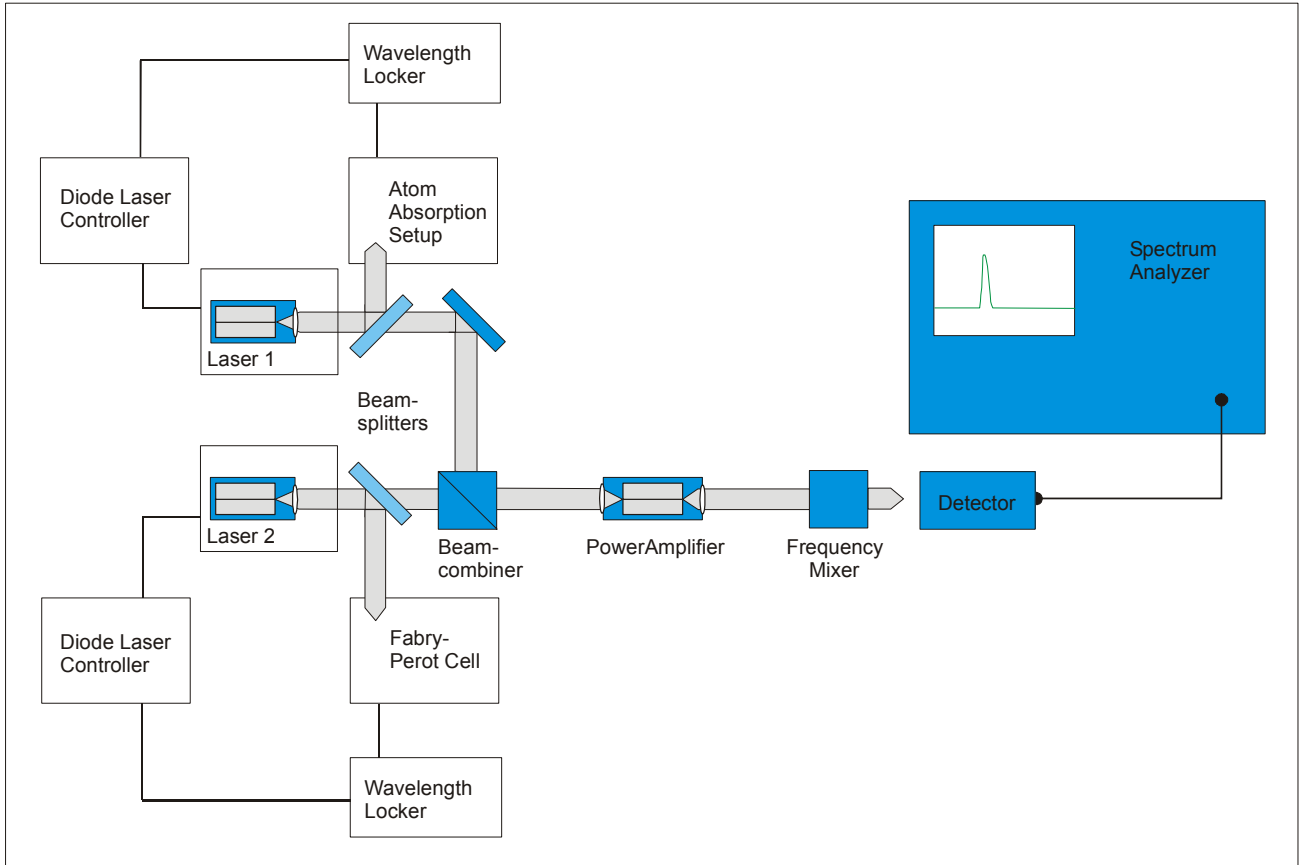 Wavelength
Locker
Diode Laser
Controller
Atom
Absorption
Setup
Spectrum
Analyzer
Laser 1
Beam-
splitters
Laser 2
Detector
Beam-
combiner
PowerAmplifier
Frequency
Mixer
Diode Laser
Controller
Fabry-
Perot Cell
Wavelength
Locker